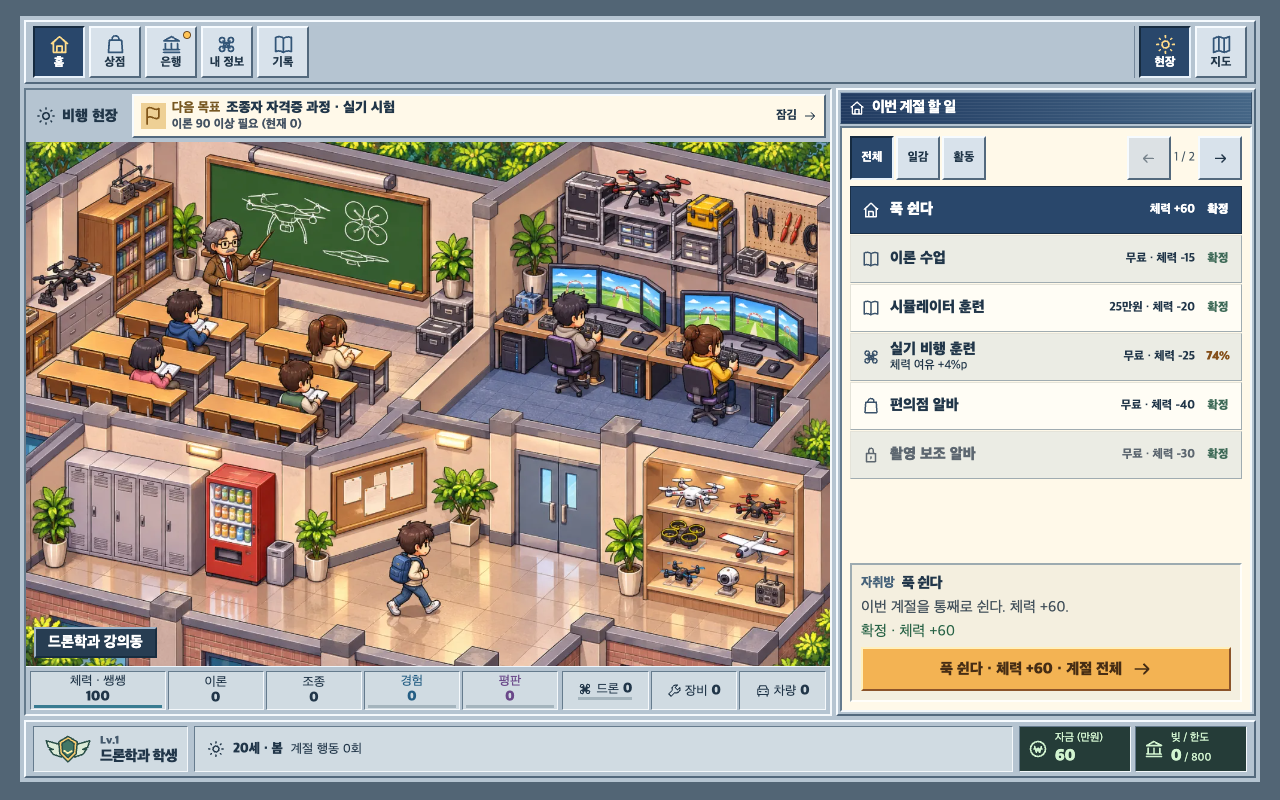 홈
상점
은행
내 정보
기록
현장
지도
비행 현장
다음 목표 조종자 자격증 과정 · 실기 시험
이론 90 이상 필요 (현재 0)
잠김 →
드론학과 강의동
체력 · 쌩쌩
100
이론
0
조종
0
경험
0
평판
0
드론 0
장비 0
차량 0
이번 계절 할 일
전체
일감
활동
←
1 / 2
→
푹 쉰다
체력 +60 확정
이론 수업
무료 · 체력 -15 확정
시뮬레이터 훈련
25만원 · 체력 -20 확정
실기 비행 훈련
체력 여유 +4%p
무료 · 체력 -25 74%
편의점 알바
무료 · 체력 -40 확정
촬영 보조 알바
무료 · 체력 -30 확정
자취방 푹 쉰다
이번 계절을 통째로 쉰다. 체력 +60.
확정 · 체력 +60
푹 쉰다 · 체력 +60 · 계절 전체 →
Lv.1
드론학과 학생
20세 · 봄 계절 행동 0회
자금 (만원)
60
빚 / 한도
0 / 800